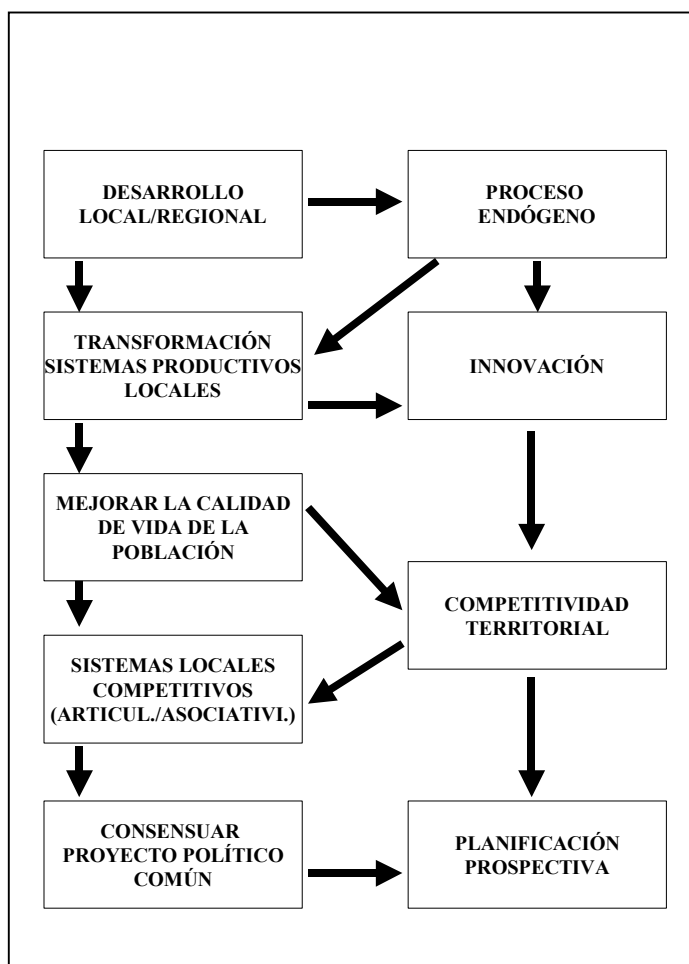 DESARROLLO
LOCAL/REGIONAL
PROCESO
ENDÓGENO
TRANSFORMACIÓN
SISTEMAS PRODUCTIVOS
LOCALES
INNOVACIÓN
MEJORAR LA CALIDAD
DE VIDA DE LA
POBLACIÓN
COMPETITIVIDAD
TERRITORIAL
SISTEMAS LOCALES
COMPETITIVOS
(ARTICUL./ASOCIATIVI.)
CONSENSUAR
PROYECTO POLÍTICO
COMÚN
PLANIFICACIÓN
PROSPECTIVA